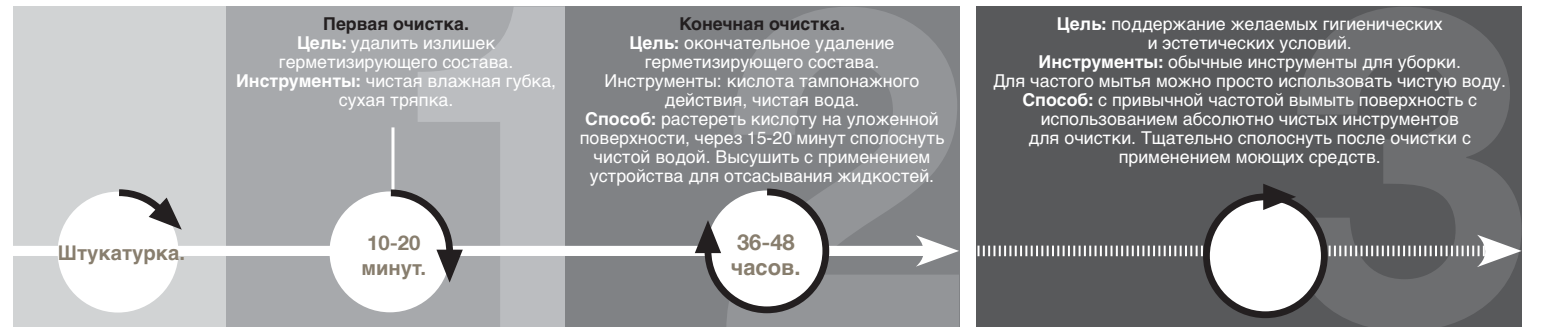 Штукатурка.
Первая очистка.
Цель: удалить излишек
герметизирующего состава.
Инструменты: чистая влажная губка,
сухая тряпка.
1
10-20
минут.
Конечная очистка.
Цель: окончательное удаление
герметизирующего состава.
Инструменты: кислота тампонажного
действия, чистая вода.
Способ: растереть кислоту на уложенной
поверхности, через 15-20 минут сполоснуть
чистой водой. Высушить с применением
устройства для отсасывания жидкостей.
2
36-48
часов.
Цель: поддержание желаемых гигиенических
и эстетических условий.
Инструменты: обычные инструменты для уборки.
Для частого мытья можно просто использовать чистую воду.
Способ: с привычной частотой вымыть поверхность с
использованием абсолютно чистых инструментов
для очистки. Тщательно сполоснуть после очистки с
применением моющих средств.
3